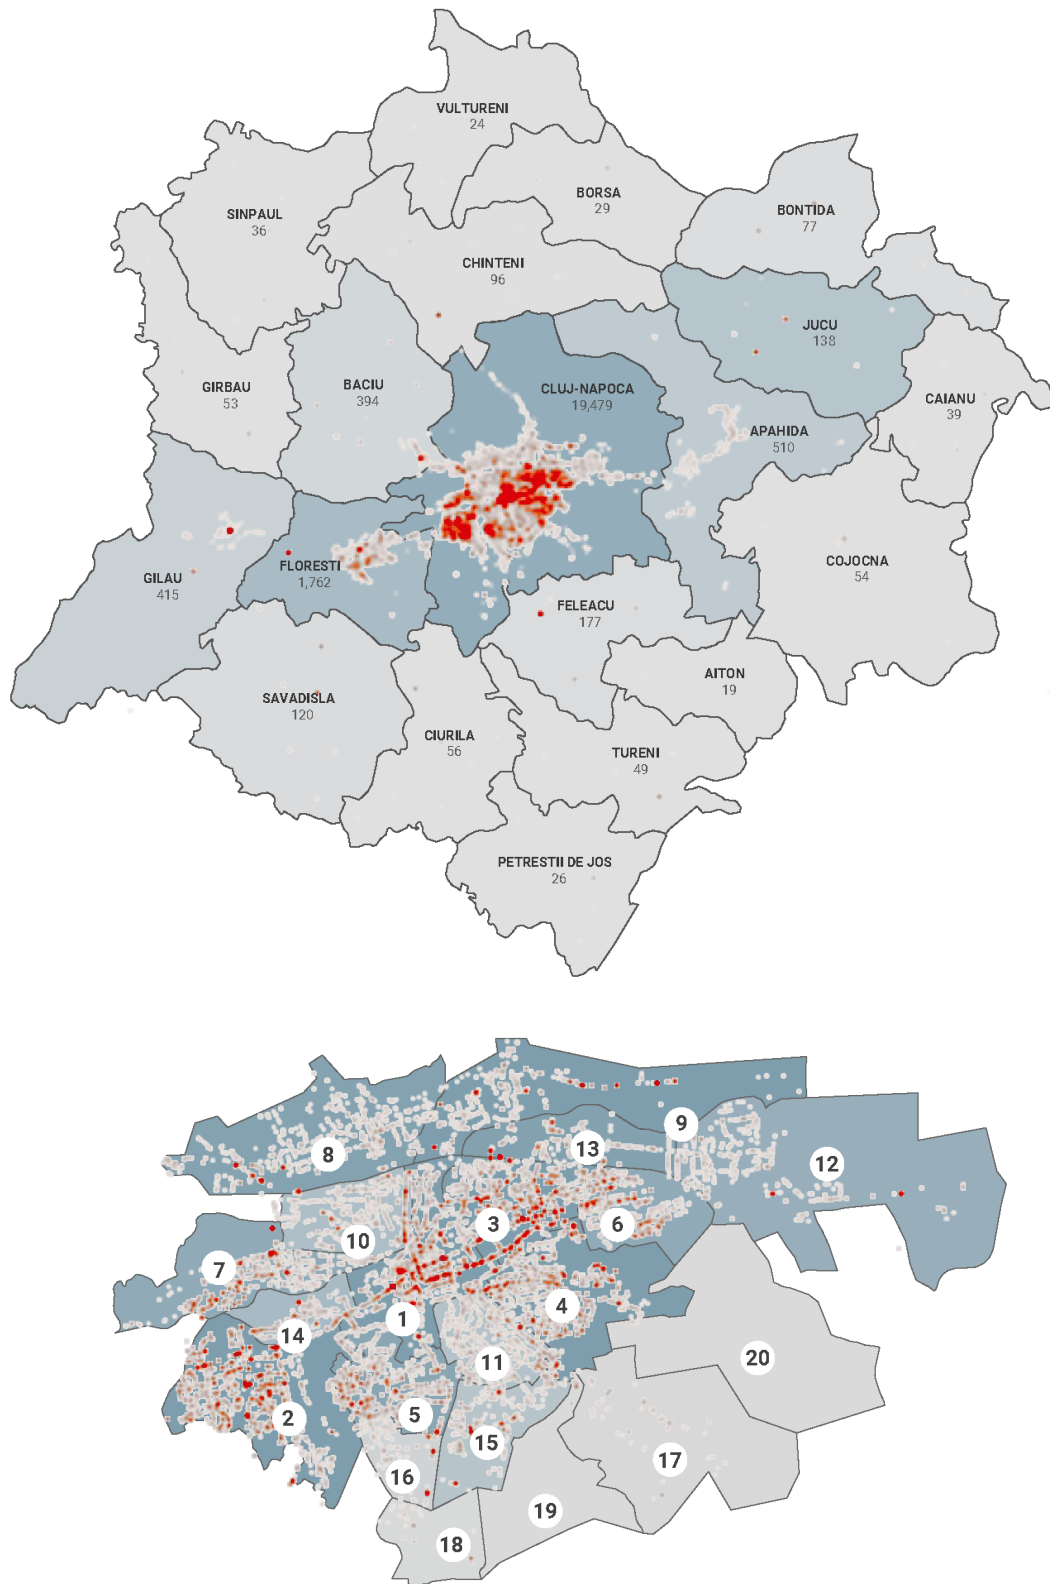 VULTURENI
24
BORSA
29
SINPAUL
36
BONTIDA
77
CHINTENI
96
JUCU
138
GIRBAU
53
BACIU
394
CLUJ-NAPOCA
19,479
CAIANU
39
APAHIDA
510
GILAU
415
FLORESTI
1,762
COJOCNA
54
FELEACU
177
AITON
19
SAVADISLA
120
CIURILA
56
TURENI
49
PETRESTII DE JOS
26
9
13
8
12
3
6
10
7
4
1
14
20
11
5
2
15
17
16
19
18